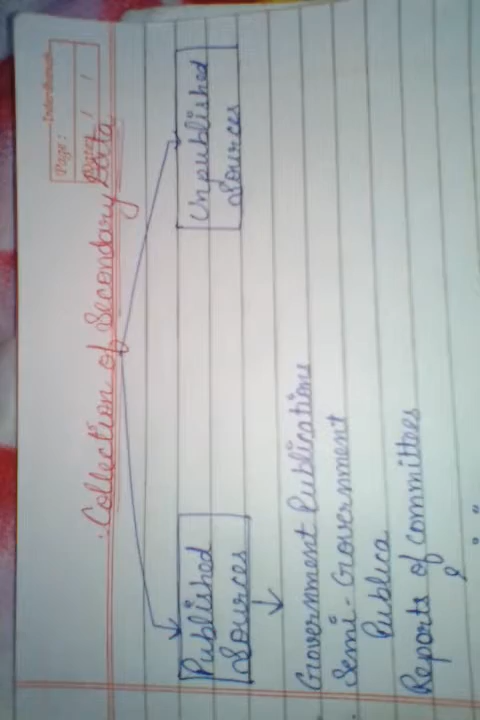 Page:
Date: / /
Collection of Secondary Data
Published
Sources
Unpublished
Sources
Government Publications
Semi-Government
Publica
Reports of committees
&